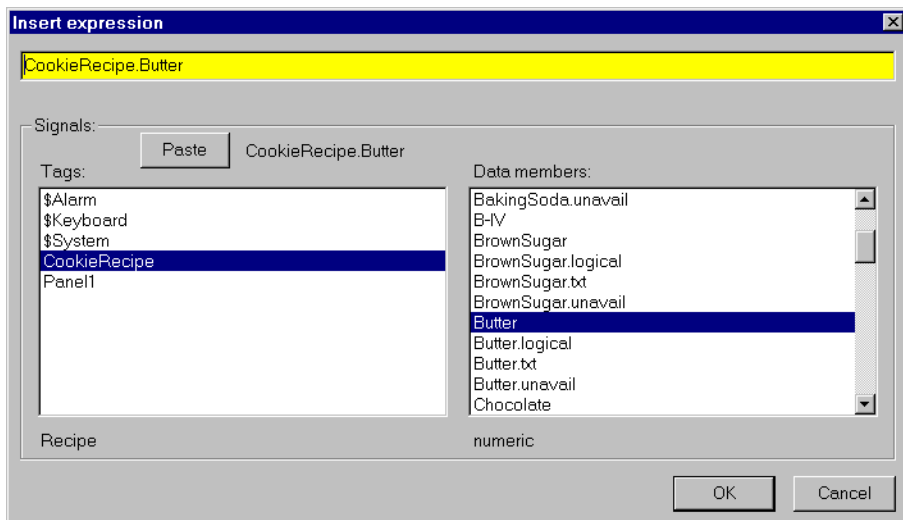 Insert expression
CookieRecipe.Butter
Signals:
Paste CookieRecipe.Butter
Tags:
$Alarm
$Keyboard
$System
CookieRecipe
Panel1
Recipe
Data members:
BakingSoda.unavail
B-IV
BrownSugar
BrownSugar.logical
BrownSugar.txt
BrownSugar.unavail
Butter
Butter.logical
Butter.txt
Butter.unavail
Chocolate
numeric
OK Cancel